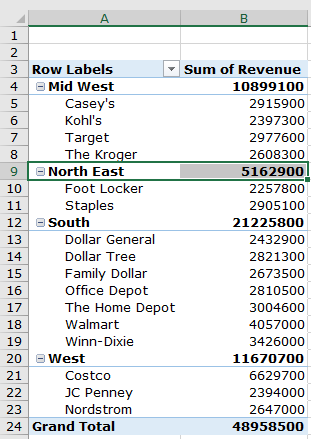 A B
1
2
3 Row Labels Sum of Revenue
4 Mid West 10899100
5 Casey's 2915900
6 Kohl's 2397300
7 Target 2977600
8 The Kroger 2608300
9 North East 5162900
10 Foot Locker 2257800
11 Staples 2905100
12 South 21225800
13 Dollar General 2432900
14 Dollar Tree 2821300
15 Family Dollar 2673500
16 Office Depot 2810500
17 The Home Depot 3004600
18 Walmart 4057000
19 Winn-Dixie 3426000
20 West 11670700
21 Costco 6629700
22 JC Penney 2394000
23 Nordstrom 2647000
24 Grand Total 48958500